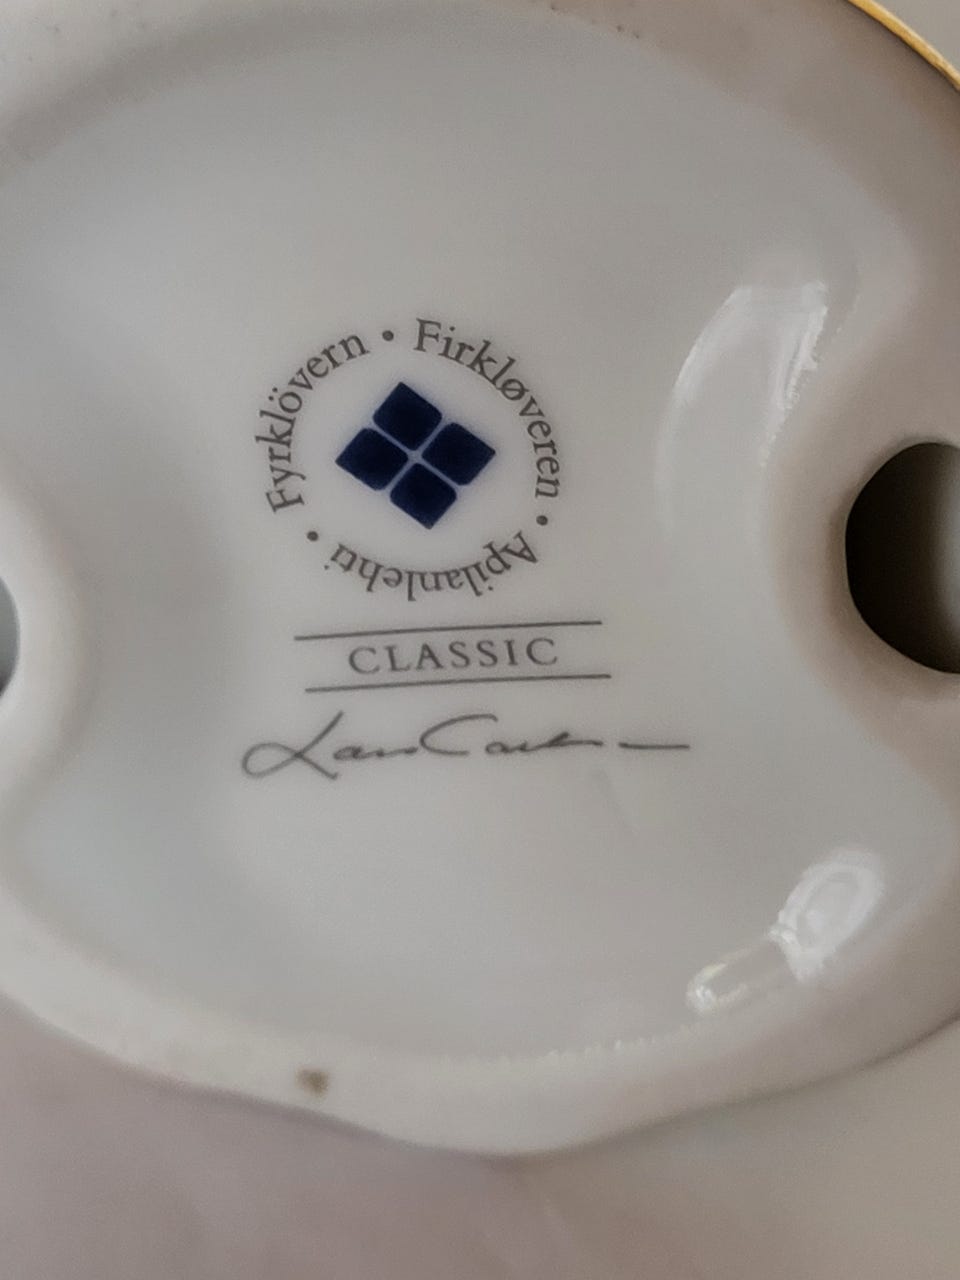 Fyrklövern • Firkløveren • Apilanlehti •
CLASSIC